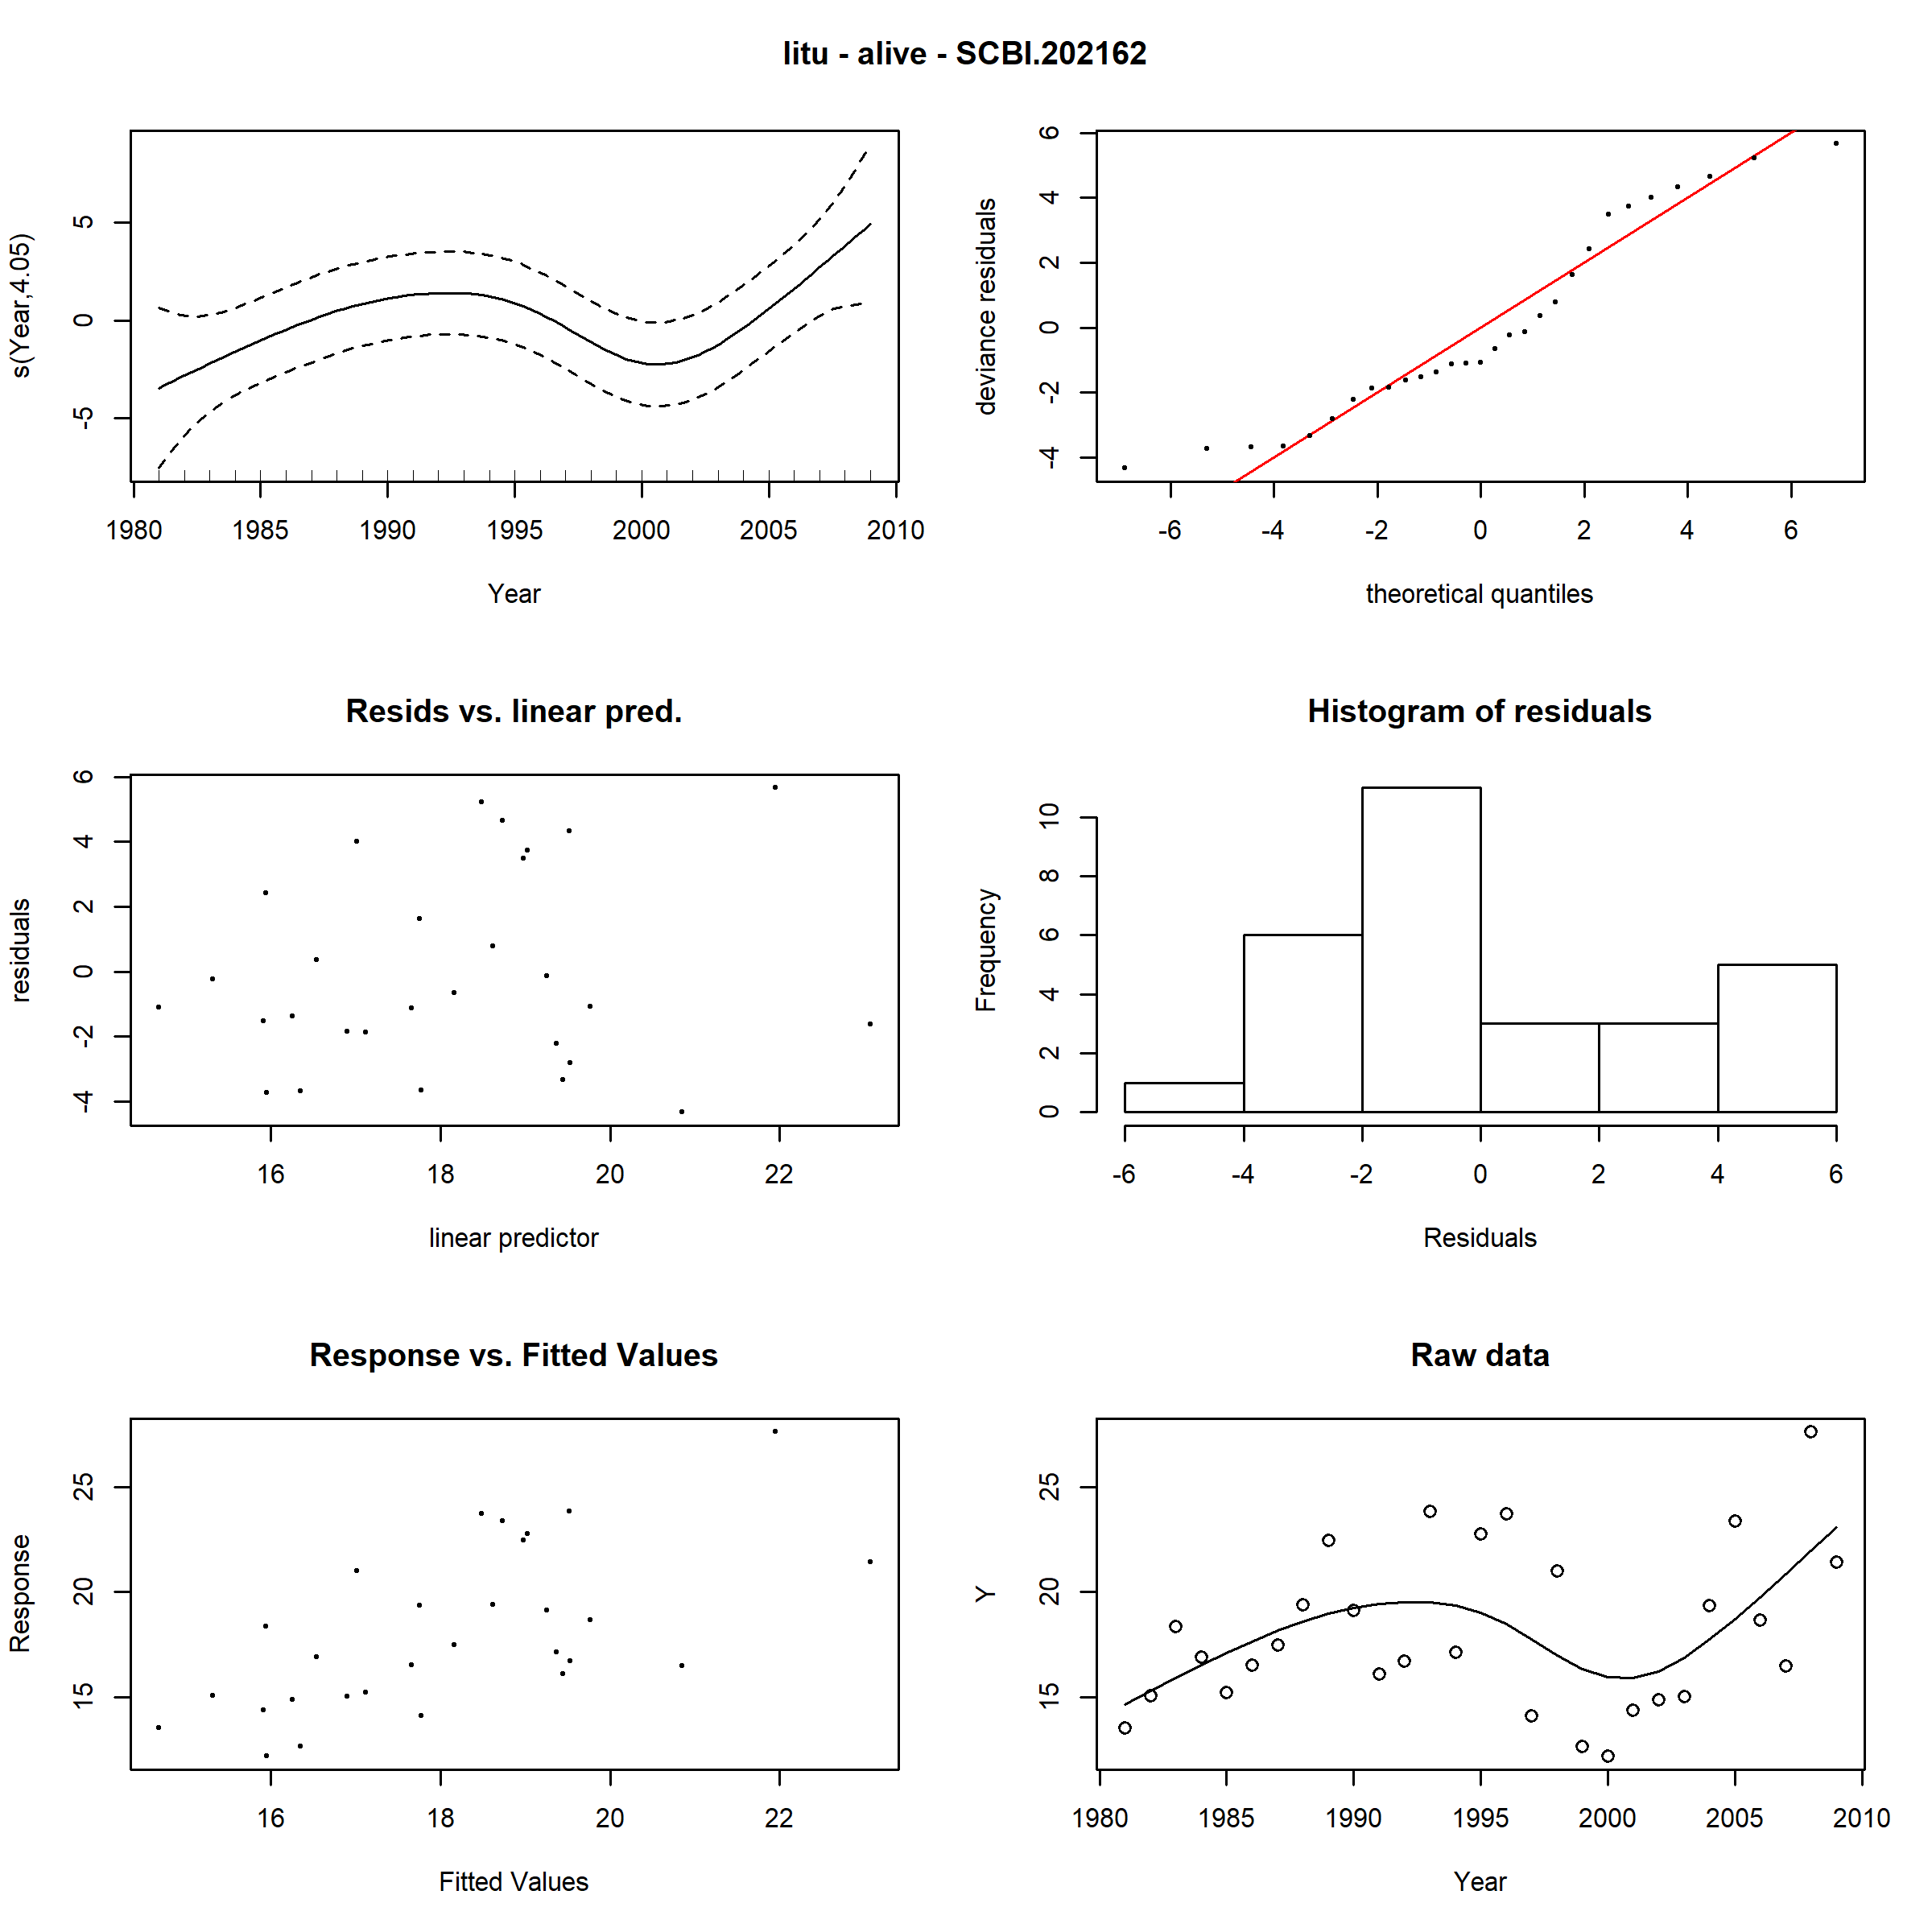 litu - alive - SCBI.202162
s(Year,4.05)
5
0
-5
1980 1985 1990 1995 2000 2005 2010
Year
deviance residuals
6
4
2
0
-2
-4
-6 -4 -2 0 2 4 6
theoretical quantiles
Resids vs. linear pred.
residuals
6
4
2
0
-2
-4
16 18 20 22
linear predictor
Histogram of residuals
Frequency
10
8
6
4
2
0
-6 -4 -2 0 2 4 6
Residuals
Response vs. Fitted Values
Response
25
20
15
16 18 20 22
Fitted Values
Raw data
Y
25
20
15
1980 1985 1990 1995 2000 2005 2010
Year